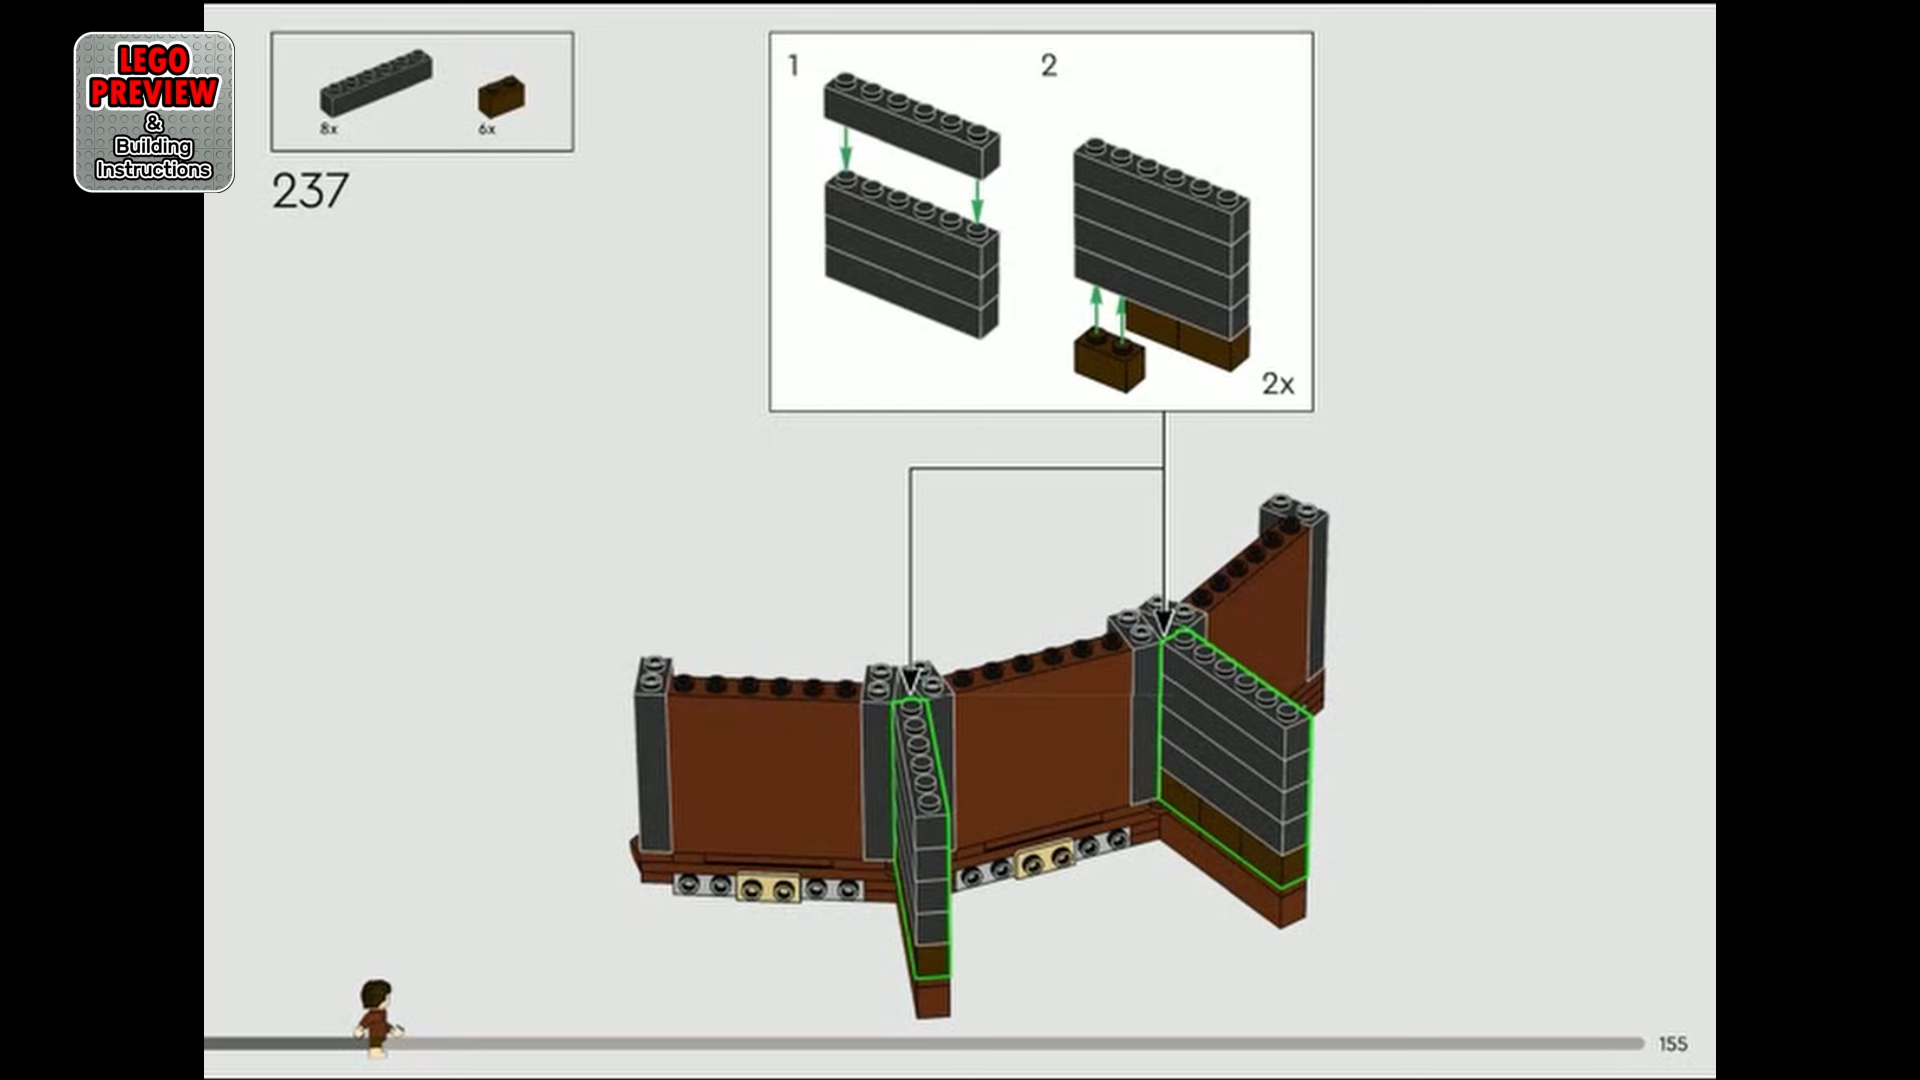 LEGO
PREVIEW
&
Building
Instructions
8x
6x
237
1
2
2x
155